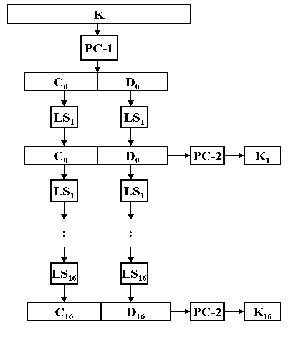 K
PC-1
C0 D0
LS1 LS1
C0 D0 PC-2 K1
LS1 LS1
: :
LS16 LS16
C16 D16 PC-2 K16